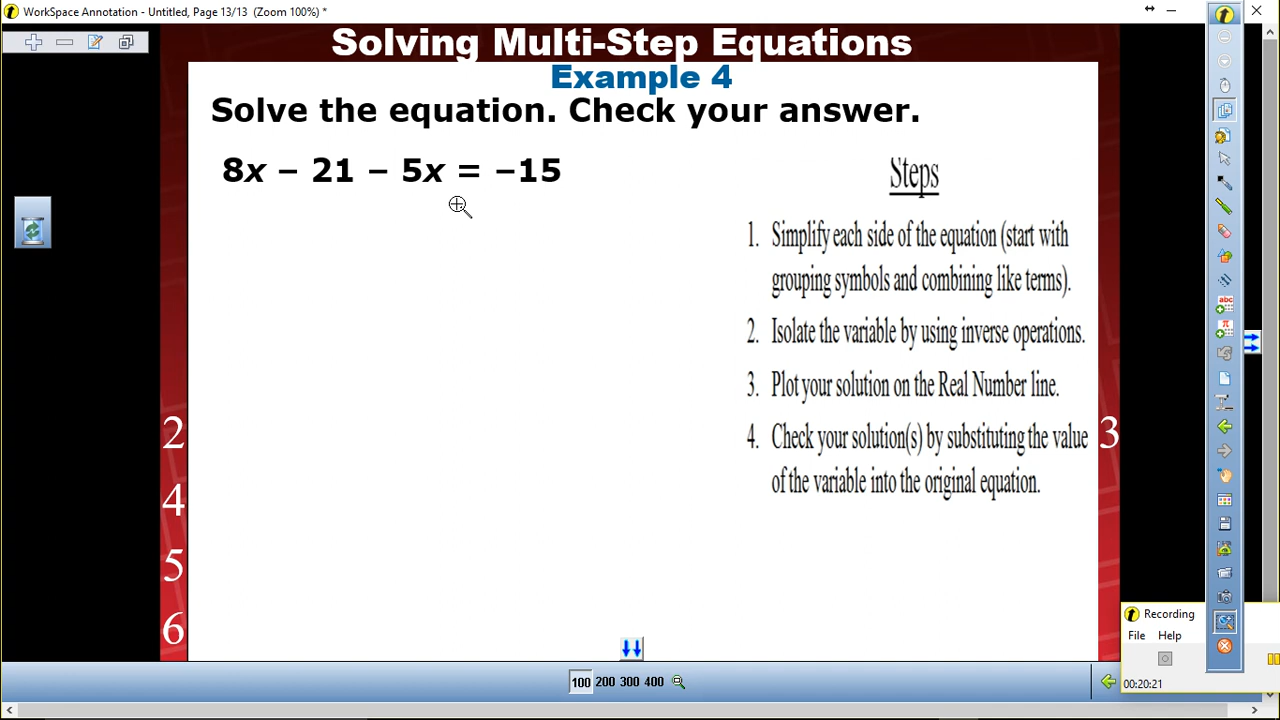 WorkSpace Annotation - Untitled, Page 13/13 (Zoom 100%) *
Solving Multi-Step Equations
Example 4
Solve the equation. Check your answer.
8x – 21 – 5x = –15
Steps
1. Simplify each side of the equation (start with
grouping symbols and combining like terms).
2. Isolate the variable by using inverse operations.
3. Plot your solution on the Real Number line.
4. Check your solution(s) by substituting the value
of the variable into the original equation.
2
3
4
5
6
abc
π
Recording
File Help
00:20:21
100 200 300 400